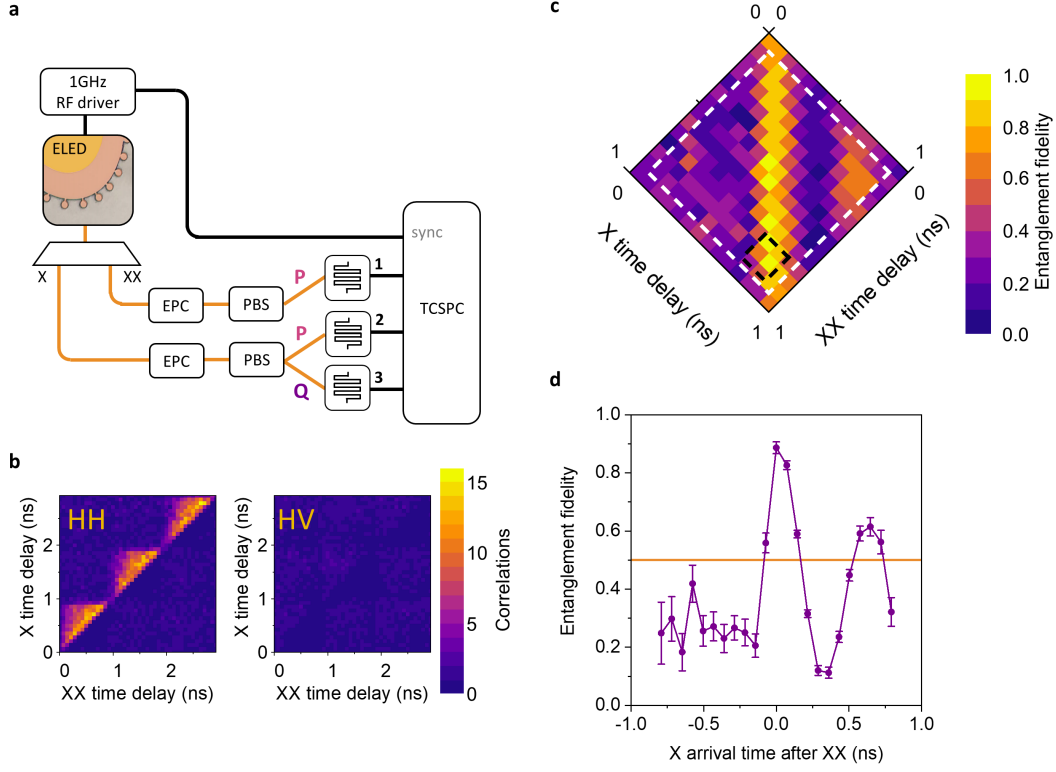 a
1GHz
RF driver
ELED
X
XX
EPC
PBS
P
1
P
2
EPC
PBS
Q
3
sync
TCSPC
b
HH
X time delay (ns)
2
1
0
0
1
2
XX time delay (ns)
HV
X time delay (ns)
2
1
0
0
1
2
XX time delay (ns)
15
10
5
0
Correlations
c
0 0
1
0
1
0
1 1
X time delay (ns)
XX time delay (ns)
1.0
0.8
0.6
0.4
0.2
0.0
Entanglement fidelity
d
1.0
0.8
0.6
0.4
0.2
0.0
Entanglement fidelity
-1.0
-0.5
0.0
0.5
1.0
X arrival time after XX (ns)